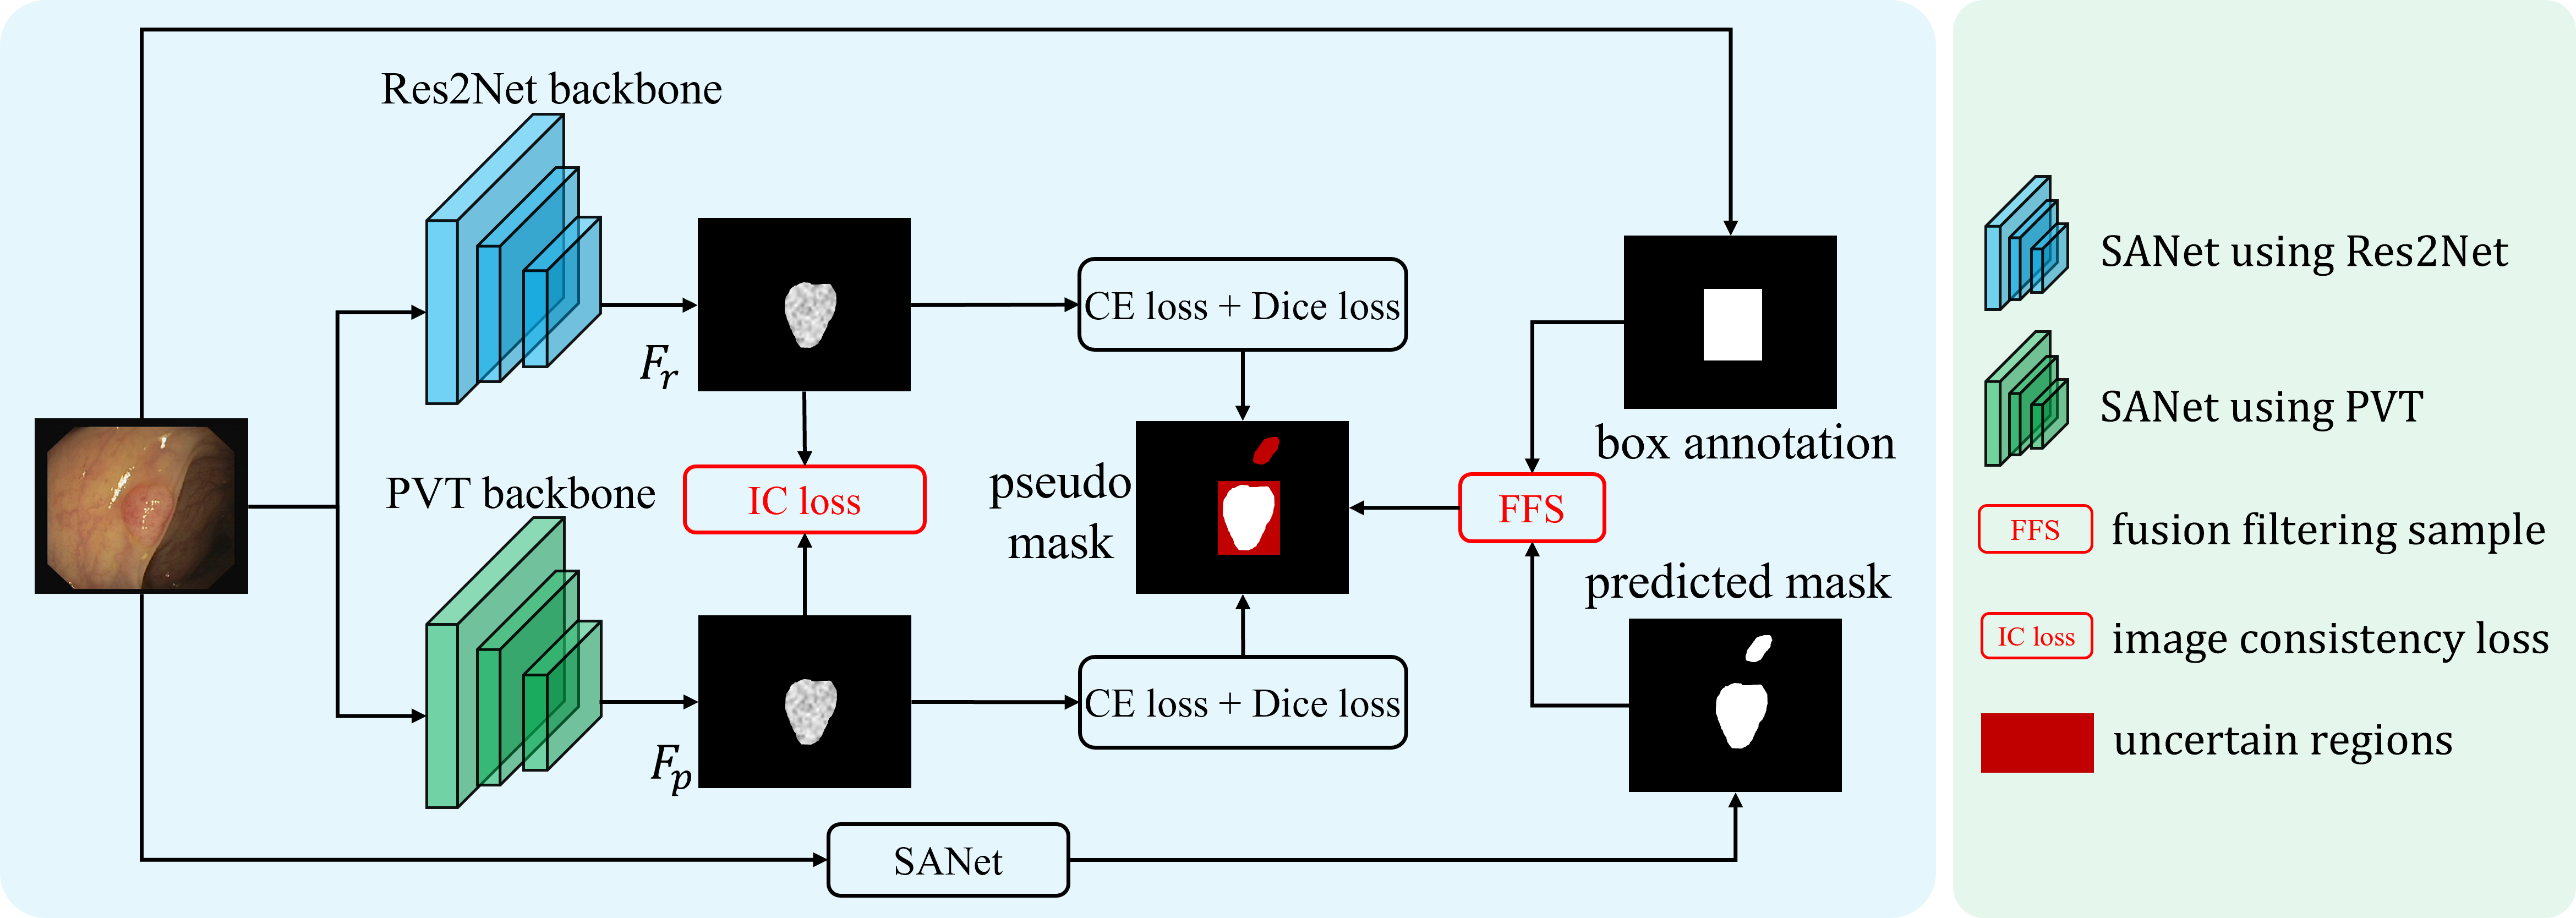 Res2Net backbone
F_r
CE loss + Dice loss
PVT backbone
IC loss
pseudo
mask
FFS
box annotation
predicted mask
F_p
CE loss + Dice loss
SANet
SANet using Res2Net
SANet using PVT
FFS fusion filtering sample
IC loss image consistency loss
uncertain regions